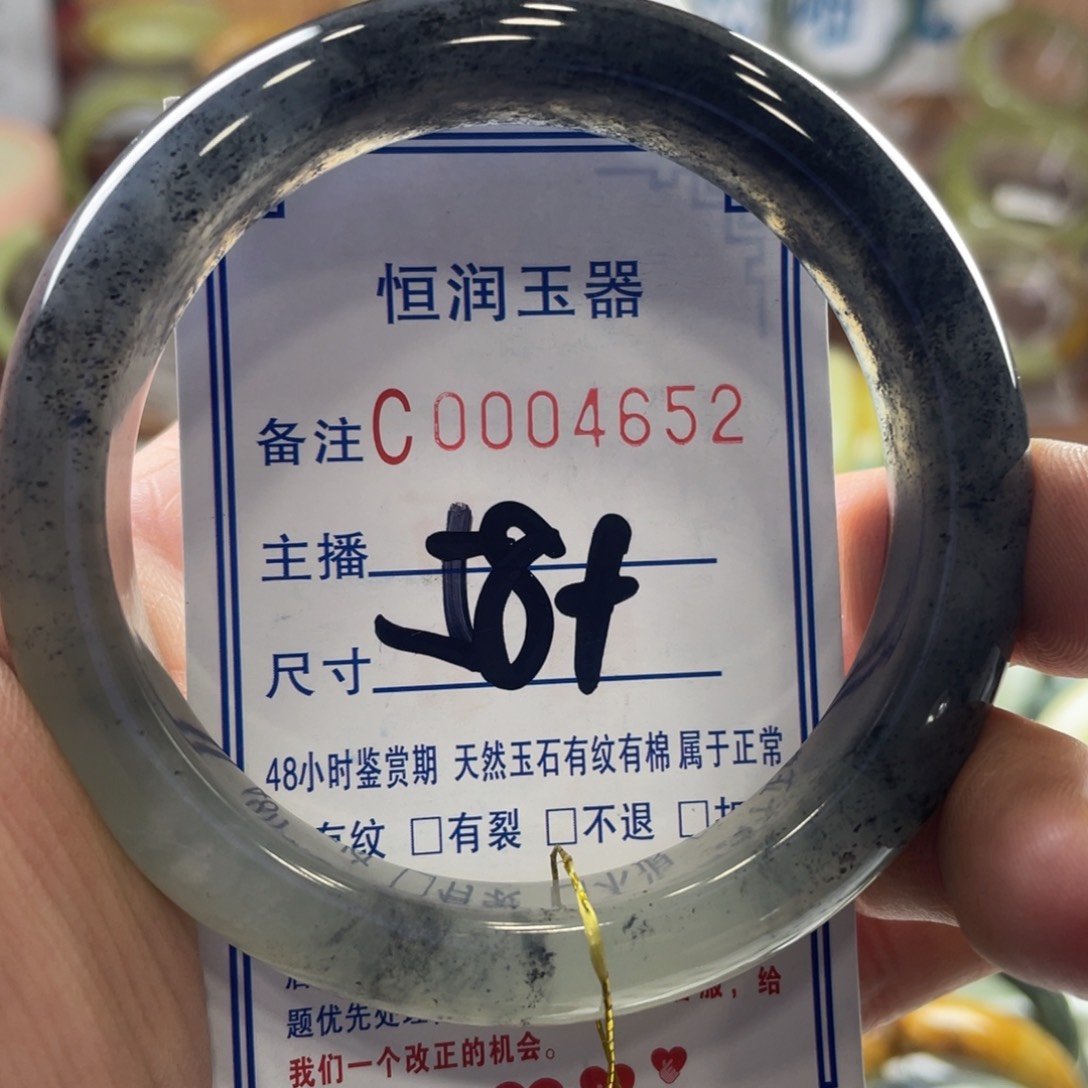 恒润玉器
备注C0004652
主播
尺寸
48小时鉴赏期 天然玉石有纹有棉 属于正常
有纹 □有裂 □不退 □
给
题优先处理
我们一个改正的机会。